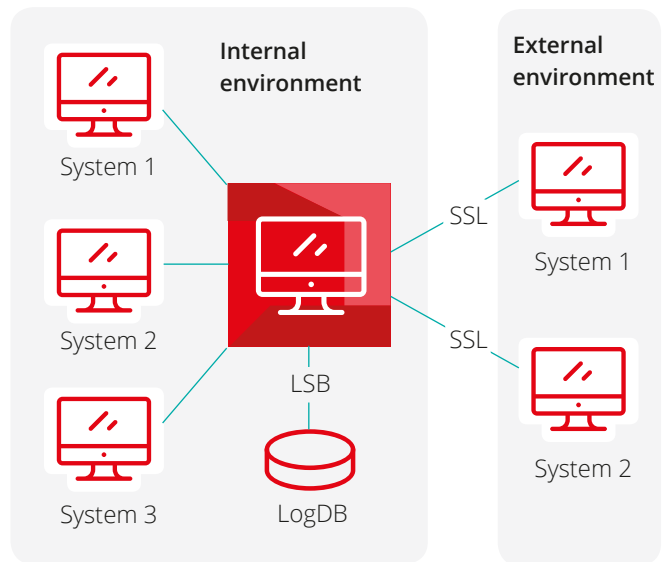 Internal
environment
System 1
System 2
System 3
LSB
LogDB
SSL
SSL
External
environment
System 1
System 2